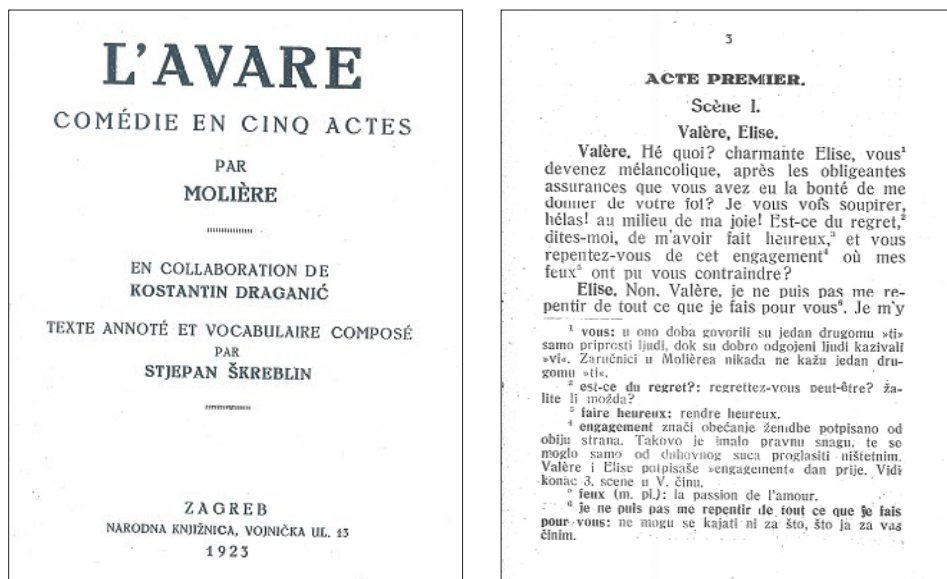 L'AVARE
COMÉDIE EN CINQ ACTES
PAR
MOLIÈRE
EN COLLABORATION DE
KOSTANTIN DRAGANIĆ
TEXTE ANNOTÉ ET VOCABULAIRE COMPOSÉ
PAR
STJEPAN ŠKREBLIN
ZAGREB
NARODNA KNJIŽNICA, VOJNIČKA UL. 13
1923
3
ACTE PREMIER.
Scène I.
Valère, Elise.
Valère. Hé quoi? charmante Elise, vous¹
devenez mélancolique, après les obligeantes
assurances que vous avez eu la bonté de me
donner de votre foi? Je vous vois soupirer,
hélas! au milieu de ma joie! Est-ce du regret,²
dites-moi, de m'avoir fait heureux,³ et vous
repentez-vous de cet engagement⁴ où mes
feux⁵ ont pu vous contraindre?
Elise. Non, Valère, je ne puis pas me re-
pentir de tout ce que je fais pour vous⁶. Je m'y
¹ vous: u ono doba govorili su jedan drugomu »ti«
samo priprosti ljudi, dok su dobro odgojeni ljudi kazivali
»vi«. Zaručnici u Molièrea nikada ne kažu jedan dru-
gomu »ti«.
² est-ce du regret?: regrettez-vous peut-être? ža-
lite li možda?
³ faire heureux: rendre heureux.
⁴ engagement znači obećanje ženidbe potpisano od
obiju strana. Takovo je imalo pravnu snagu, te se
moglo samo od duhovnog suca proglasiti ništetnim.
Valère i Elise potpisaše »engagement« dan prije. Vidi
konac 3. scene u V. činu.
⁵ feux (m. pl.): la passion de l'amour.
⁶ je ne puis pas me repentir de tout ce que je fais
pour vous: ne mogu se kajati ni za što, što ja za vas
činim.